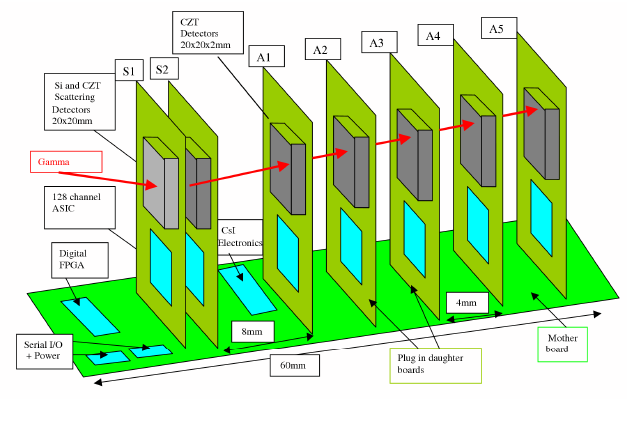 CZT
Detectors
20x20x2mm
S1
S2
A1
A2
A3
A4
A5
Si and CZT
Scattering
Detectors
20x20mm
Gamma
128 channel
ASIC
Digital
FPGA
CsI
Electronics
Serial I/O
+ Power
8mm
4mm
60mm
Plug in daughter
boards
Mother
board